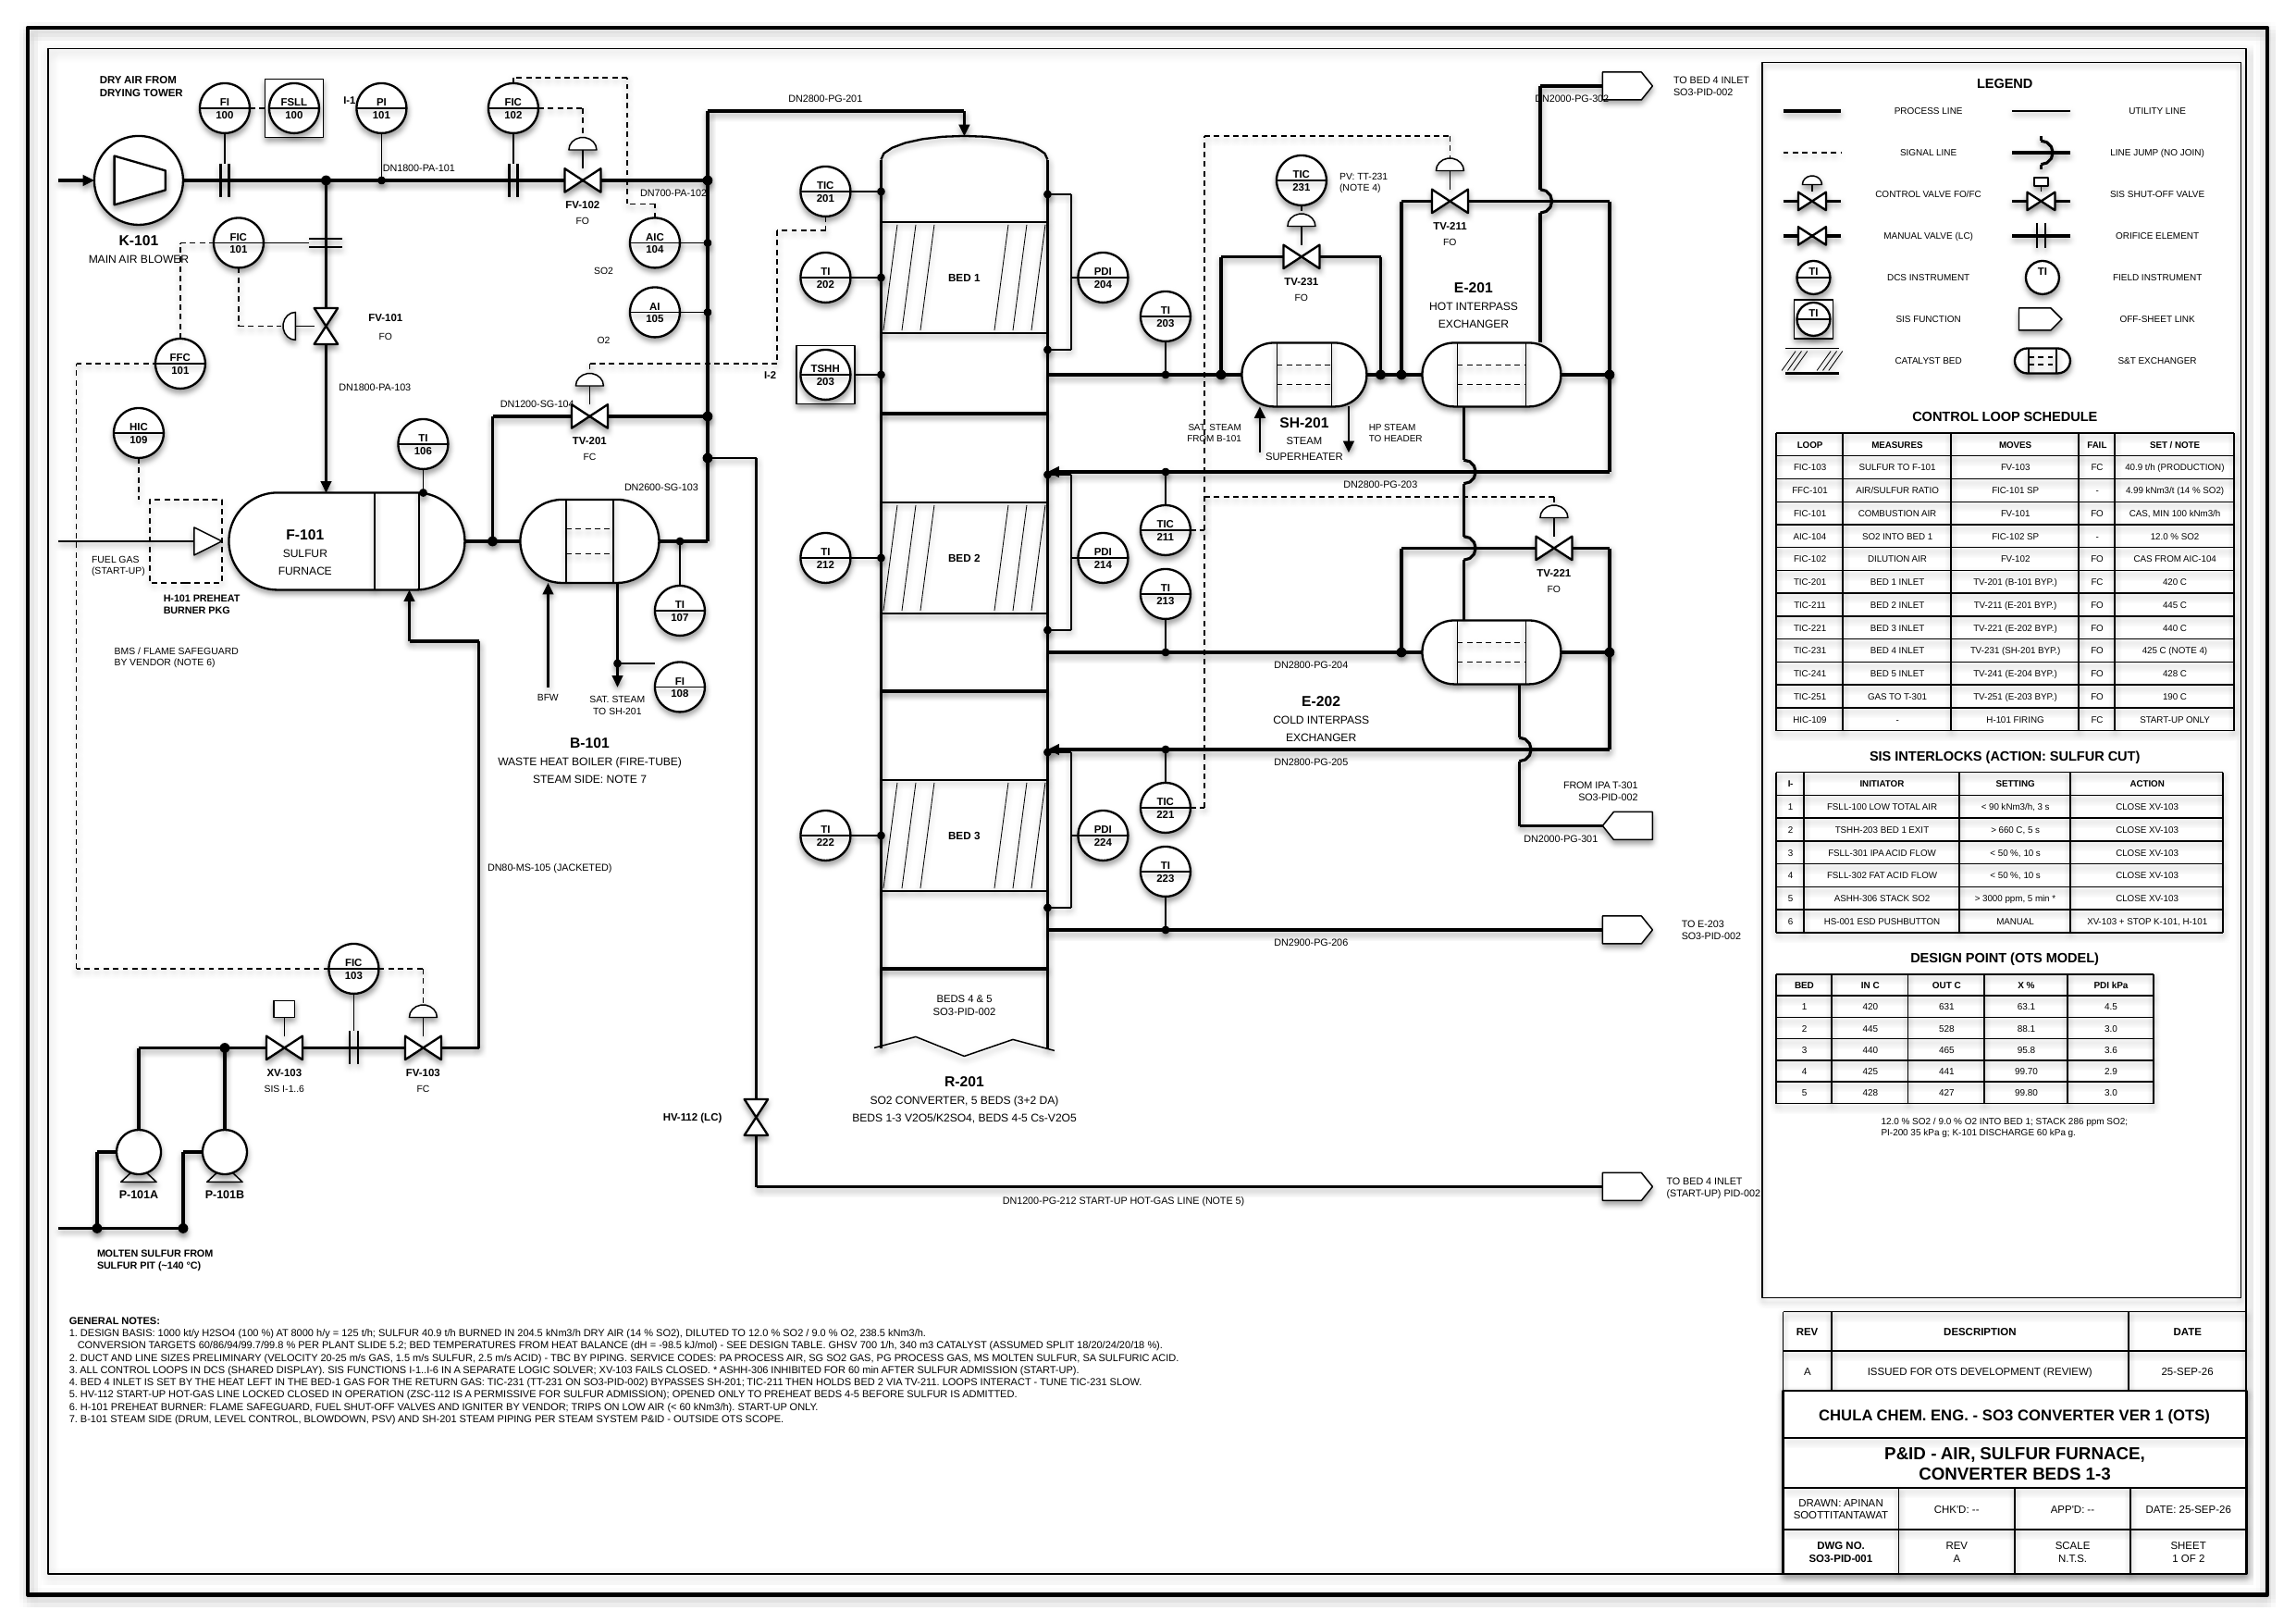 DRY AIR FROM
DRYING TOWER
FI
100
FSLL
100
I-1
PI
101
FIC
102
DN1800-PA-101
FV-102
FO
DN700-PA-102
K-101
MAIN AIR BLOWER
FIC
101
FV-101
FO
FFC
101
DN1800-PA-103
AIC
104
SO2
AI
105
O2
HIC
109
TI
106
DN1200-SG-104
TV-201
FC
DN2600-SG-103
F-101
SULFUR
FURNACE
FUEL GAS
(START-UP)
H-101 PREHEAT
BURNER PKG
BMS / FLAME SAFEGUARD
BY VENDOR (NOTE 6)
TI
107
FI
108
BFW
SAT. STEAM
TO SH-201
B-101
WASTE HEAT BOILER (FIRE-TUBE)
STEAM SIDE: NOTE 7
DN80-MS-105 (JACKETED)
FIC
103
XV-103
SIS I-1..6
FV-103
FC
P-101A
P-101B
MOLTEN SULFUR FROM
SULFUR PIT (~140 °C)
DN2800-PG-201
TIC
201
TI
202
I-2
TSHH
203
BED 1
PDI
204
TI
203
TI
212
BED 2
PDI
214
TIC
211
TI
213
TI
222
BED 3
PDI
224
TIC
221
TI
223
BEDS 4 & 5
SO3-PID-002
R-201
SO2 CONVERTER, 5 BEDS (3+2 DA)
BEDS 1-3 V2O5/K2SO4, BEDS 4-5 Cs-V2O5
HV-112 (LC)
DN1200-PG-212 START-UP HOT-GAS LINE (NOTE 5)
TO BED 4 INLET
(START-UP) PID-002
TIC
231
PV: TT-231
(NOTE 4)
TV-231
FO
TV-211
FO
E-201
HOT INTERPASS
EXCHANGER
SAT. STEAM
FROM B-101
SH-201
STEAM
SUPERHEATER
HP STEAM
TO HEADER
DN2000-PG-302
TO BED 4 INLET
SO3-PID-002
DN2800-PG-203
TV-221
FO
DN2800-PG-204
E-202
COLD INTERPASS
EXCHANGER
DN2800-PG-205
FROM IPA T-301
SO3-PID-002
DN2000-PG-301
DN2900-PG-206
TO E-203
SO3-PID-002
LEGEND
PROCESS LINE
UTILITY LINE
SIGNAL LINE
LINE JUMP (NO JOIN)
CONTROL VALVE FO/FC
SIS SHUT-OFF VALVE
MANUAL VALVE (LC)
ORIFICE ELEMENT
TI
DCS INSTRUMENT
TI
FIELD INSTRUMENT
TI
SIS FUNCTION
OFF-SHEET LINK
CATALYST BED
S&T EXCHANGER
CONTROL LOOP SCHEDULE
LOOP MEASURES MOVES FAIL SET / NOTE
FIC-103 SULFUR TO F-101 FV-103 FC 40.9 t/h (PRODUCTION)
FFC-101 AIR/SULFUR RATIO FIC-101 SP - 4.99 kNm3/t (14 % SO2)
FIC-101 COMBUSTION AIR FV-101 FO CAS, MIN 100 kNm3/h
AIC-104 SO2 INTO BED 1 FIC-102 SP - 12.0 % SO2
FIC-102 DILUTION AIR FV-102 FO CAS FROM AIC-104
TIC-201 BED 1 INLET TV-201 (B-101 BYP.) FC 420 C
TIC-211 BED 2 INLET TV-211 (E-201 BYP.) FO 445 C
TIC-221 BED 3 INLET TV-221 (E-202 BYP.) FO 440 C
TIC-231 BED 4 INLET TV-231 (SH-201 BYP.) FO 425 C (NOTE 4)
TIC-241 BED 5 INLET TV-241 (E-204 BYP.) FO 428 C
TIC-251 GAS TO T-301 TV-251 (E-203 BYP.) FO 190 C
HIC-109 - H-101 FIRING FC START-UP ONLY
SIS INTERLOCKS (ACTION: SULFUR CUT)
I- INITIATOR SETTING ACTION
1 FSLL-100 LOW TOTAL AIR < 90 kNm3/h, 3 s CLOSE XV-103
2 TSHH-203 BED 1 EXIT > 660 C, 5 s CLOSE XV-103
3 FSLL-301 IPA ACID FLOW < 50 %, 10 s CLOSE XV-103
4 FSLL-302 FAT ACID FLOW < 50 %, 10 s CLOSE XV-103
5 ASHH-306 STACK SO2 > 3000 ppm, 5 min * CLOSE XV-103
6 HS-001 ESD PUSHBUTTON MANUAL XV-103 + STOP K-101, H-101
DESIGN POINT (OTS MODEL)
BED IN C OUT C X % PDI kPa
1 420 631 63.1 4.5
2 445 528 88.1 3.0
3 440 465 95.8 3.6
4 425 441 99.70 2.9
5 428 427 99.80 3.0
12.0 % SO2 / 9.0 % O2 INTO BED 1; STACK 286 ppm SO2;
PI-200 35 kPa g; K-101 DISCHARGE 60 kPa g.
GENERAL NOTES:
1. DESIGN BASIS: 1000 kt/y H2SO4 (100 %) AT 8000 h/y = 125 t/h; SULFUR 40.9 t/h BURNED IN 204.5 kNm3/h DRY AIR (14 % SO2), DILUTED TO 12.0 % SO2 / 9.0 % O2, 238.5 kNm3/h.
CONVERSION TARGETS 60/86/94/99.7/99.8 % PER PLANT SLIDE 5.2; BED TEMPERATURES FROM HEAT BALANCE (dH = -98.5 kJ/mol) - SEE DESIGN TABLE. GHSV 700 1/h, 340 m3 CATALYST (ASSUMED SPLIT 18/20/24/20/18 %).
2. DUCT AND LINE SIZES PRELIMINARY (VELOCITY 20-25 m/s GAS, 1.5 m/s SULFUR, 2.5 m/s ACID) - TBC BY PIPING. SERVICE CODES: PA PROCESS AIR, SG SO2 GAS, PG PROCESS GAS, MS MOLTEN SULFUR, SA SULFURIC ACID.
3. ALL CONTROL LOOPS IN DCS (SHARED DISPLAY). SIS FUNCTIONS I-1..I-6 IN A SEPARATE LOGIC SOLVER; XV-103 FAILS CLOSED. * ASHH-306 INHIBITED FOR 60 min AFTER SULFUR ADMISSION (START-UP).
4. BED 4 INLET IS SET BY THE HEAT LEFT IN THE BED-1 GAS FOR THE RETURN GAS: TIC-231 (TT-231 ON SO3-PID-002) BYPASSES SH-201; TIC-211 THEN HOLDS BED 2 VIA TV-211. LOOPS INTERACT - TUNE TIC-231 SLOW.
5. HV-112 START-UP HOT-GAS LINE LOCKED CLOSED IN OPERATION (ZSC-112 IS A PERMISSIVE FOR SULFUR ADMISSION); OPENED ONLY TO PREHEAT BEDS 4-5 BEFORE SULFUR IS ADMITTED.
6. H-101 PREHEAT BURNER: FLAME SAFEGUARD, FUEL SHUT-OFF VALVES AND IGNITER BY VENDOR; TRIPS ON LOW AIR (< 60 kNm3/h). START-UP ONLY.
7. B-101 STEAM SIDE (DRUM, LEVEL CONTROL, BLOWDOWN, PSV) AND SH-201 STEAM PIPING PER STEAM SYSTEM P&ID - OUTSIDE OTS SCOPE.
REV DESCRIPTION DATE
A ISSUED FOR OTS DEVELOPMENT (REVIEW) 25-SEP-26
CHULA CHEM. ENG. - SO3 CONVERTER VER 1 (OTS)
P&ID - AIR, SULFUR FURNACE,
CONVERTER BEDS 1-3
DRAWN: APINAN
SOOTTITANTAWAT
CHK'D: --
APP'D: --
DATE: 25-SEP-26
DWG NO.
SO3-PID-001
REV
A
SCALE
N.T.S.
SHEET
1 OF 2